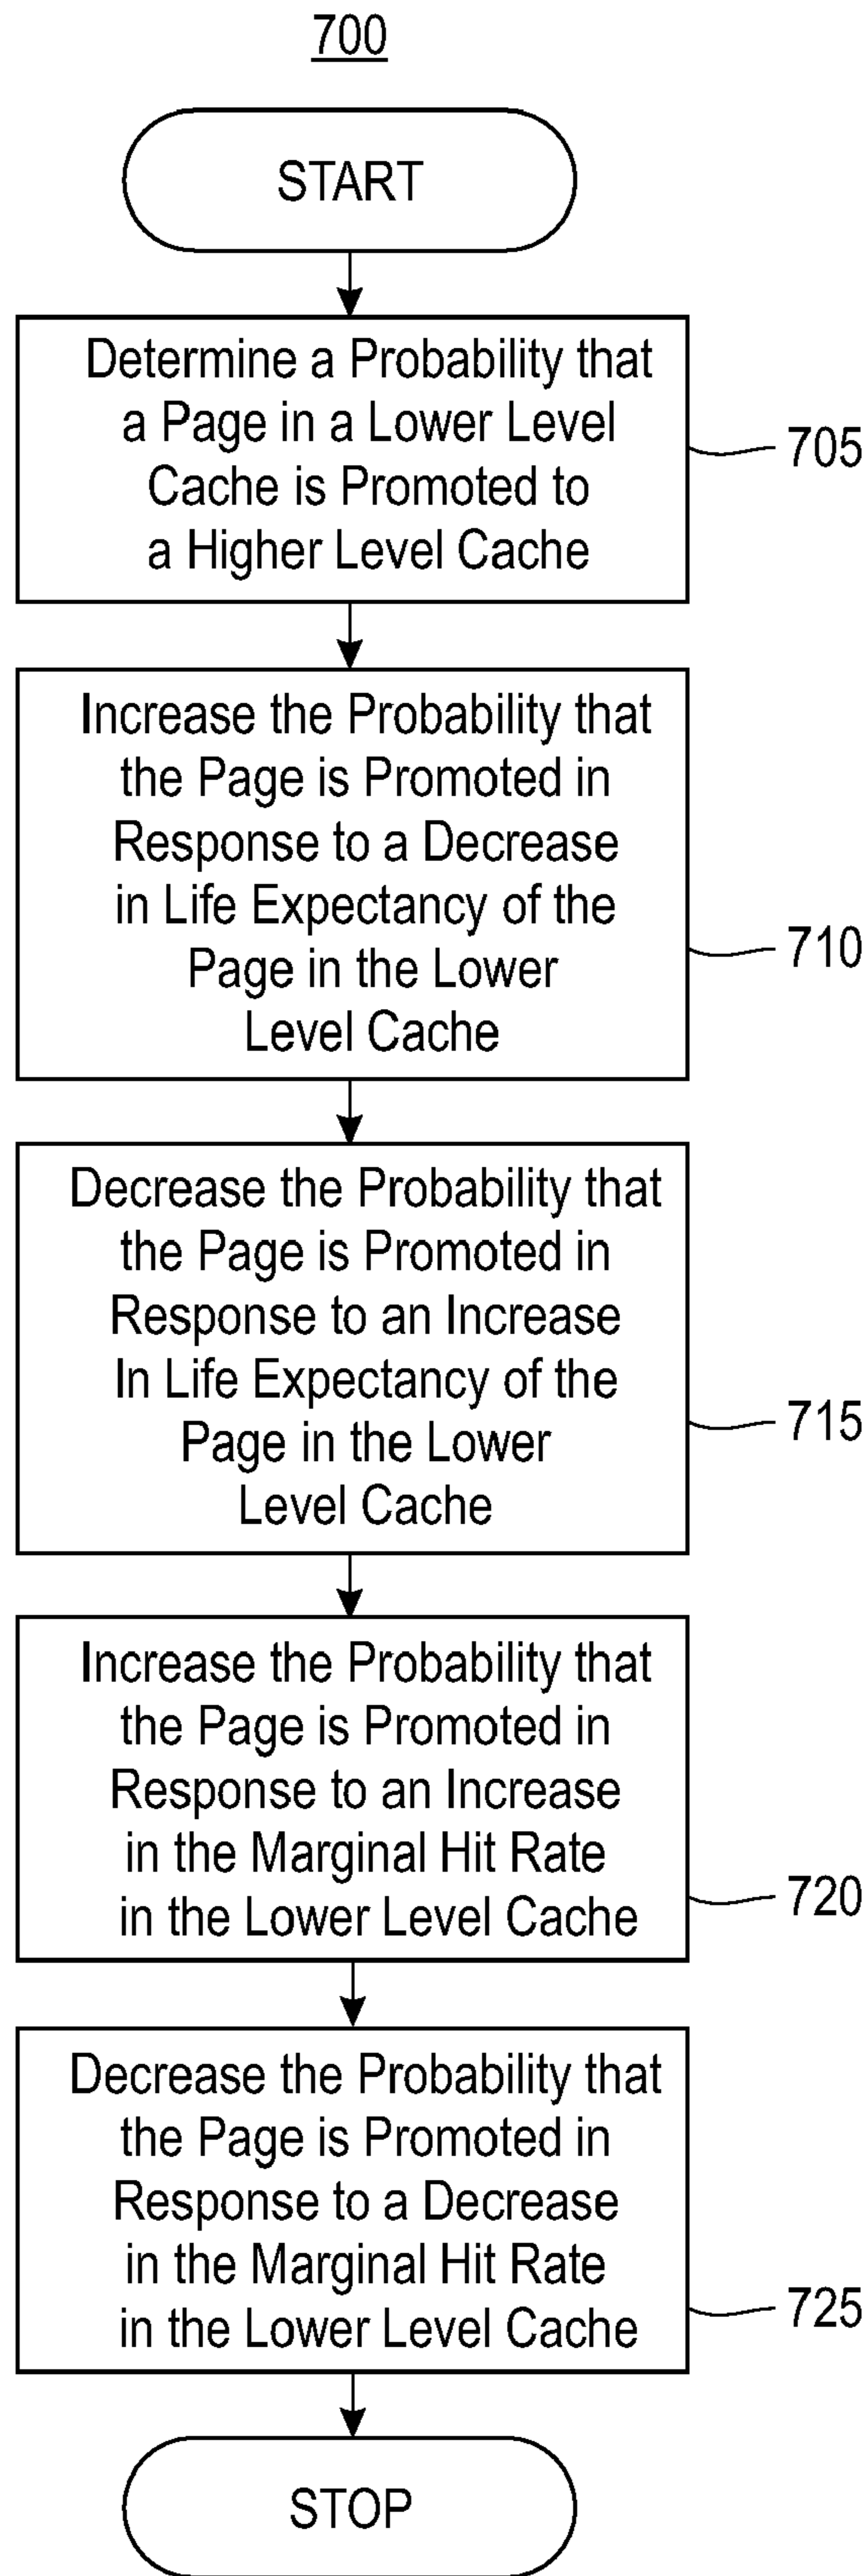 700
START
Determine a Probability that
a Page in a Lower Level
Cache is Promoted to
a Higher Level Cache
705
Increase the Probability that
the Page is Promoted in
Response to a Decrease
in Life Expectancy of the
Page in the Lower
Level Cache
710
Decrease the Probability that
the Page is Promoted in
Response to an Increase
In Life Expectancy of the
Page in the Lower
Level Cache
715
Increase the Probability that
the Page is Promoted in
Response to an Increase
in the Marginal Hit Rate
in the Lower Level Cache
720
Decrease the Probability that
the Page is Promoted in
Response to a Decrease
in the Marginal Hit Rate
in the Lower Level Cache
725
STOP